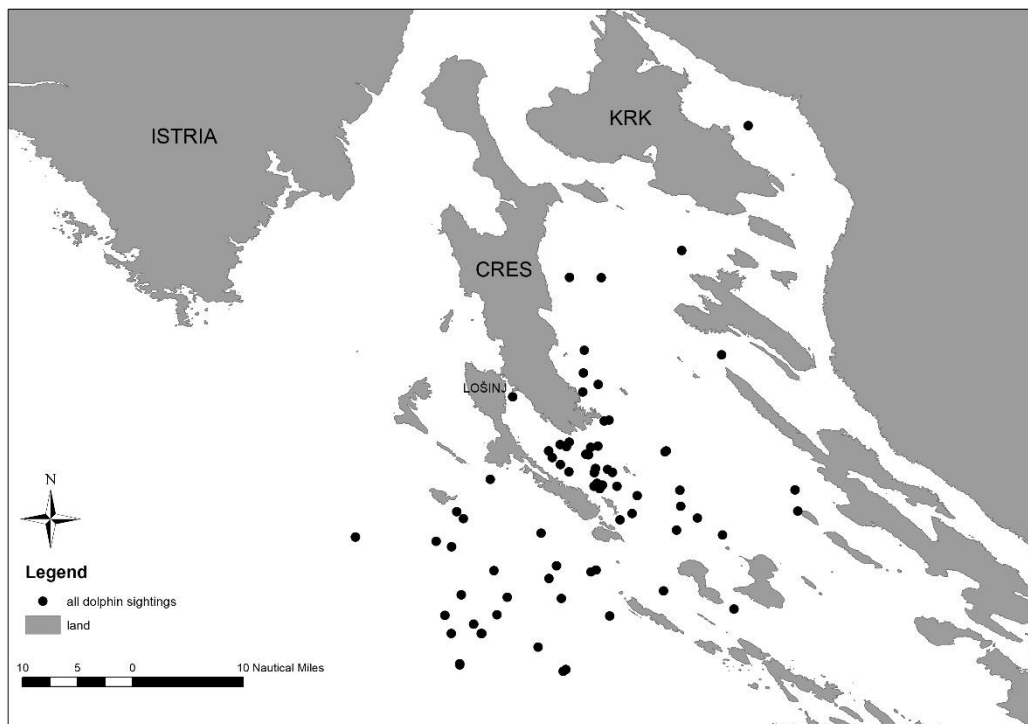 ISTRIA
KRK
CRES
LOŠINJ
N
Legend
all dolphin sightings
land
10 5 0 10 Nautical Miles